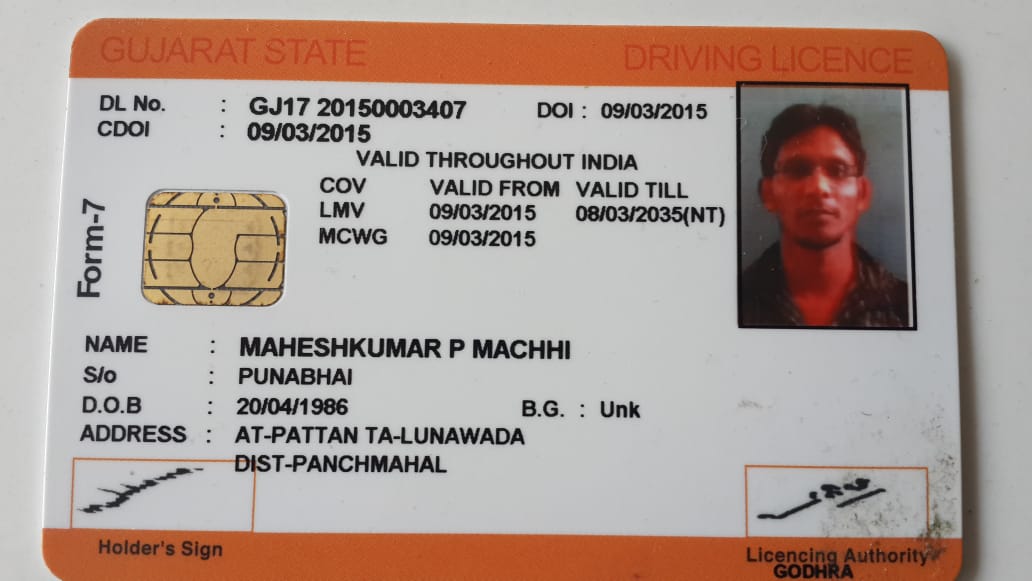 GUJARAT STATE DRIVING LICENCE
DL No. : GJ17 20150003407 DOI : 09/03/2015
CDOI : 09/03/2015
VALID THROUGHOUT INDIA
COV VALID FROM VALID TILL
LMV 09/03/2015 08/03/2035(NT)
MCWG 09/03/2015
Form-7
NAME : MAHESHKUMAR P MACHHI
S/o : PUNABHAI
D.O.B : 20/04/1986 B.G. : Unk
ADDRESS : AT-PATTAN TA-LUNAWADA
DIST-PANCHMAHAL
Holder's Sign Licencing Authority
GODHRA